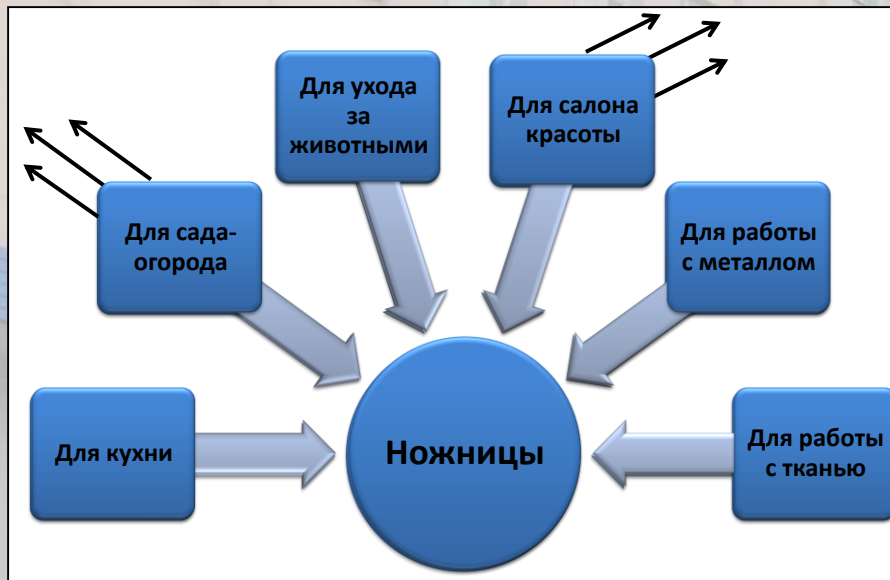 Для ухода
за
животными
Для салона
красоты
Для сада-
огорода
Для работы
с металлом
Для кухни
Ножницы
Для работы
с тканью